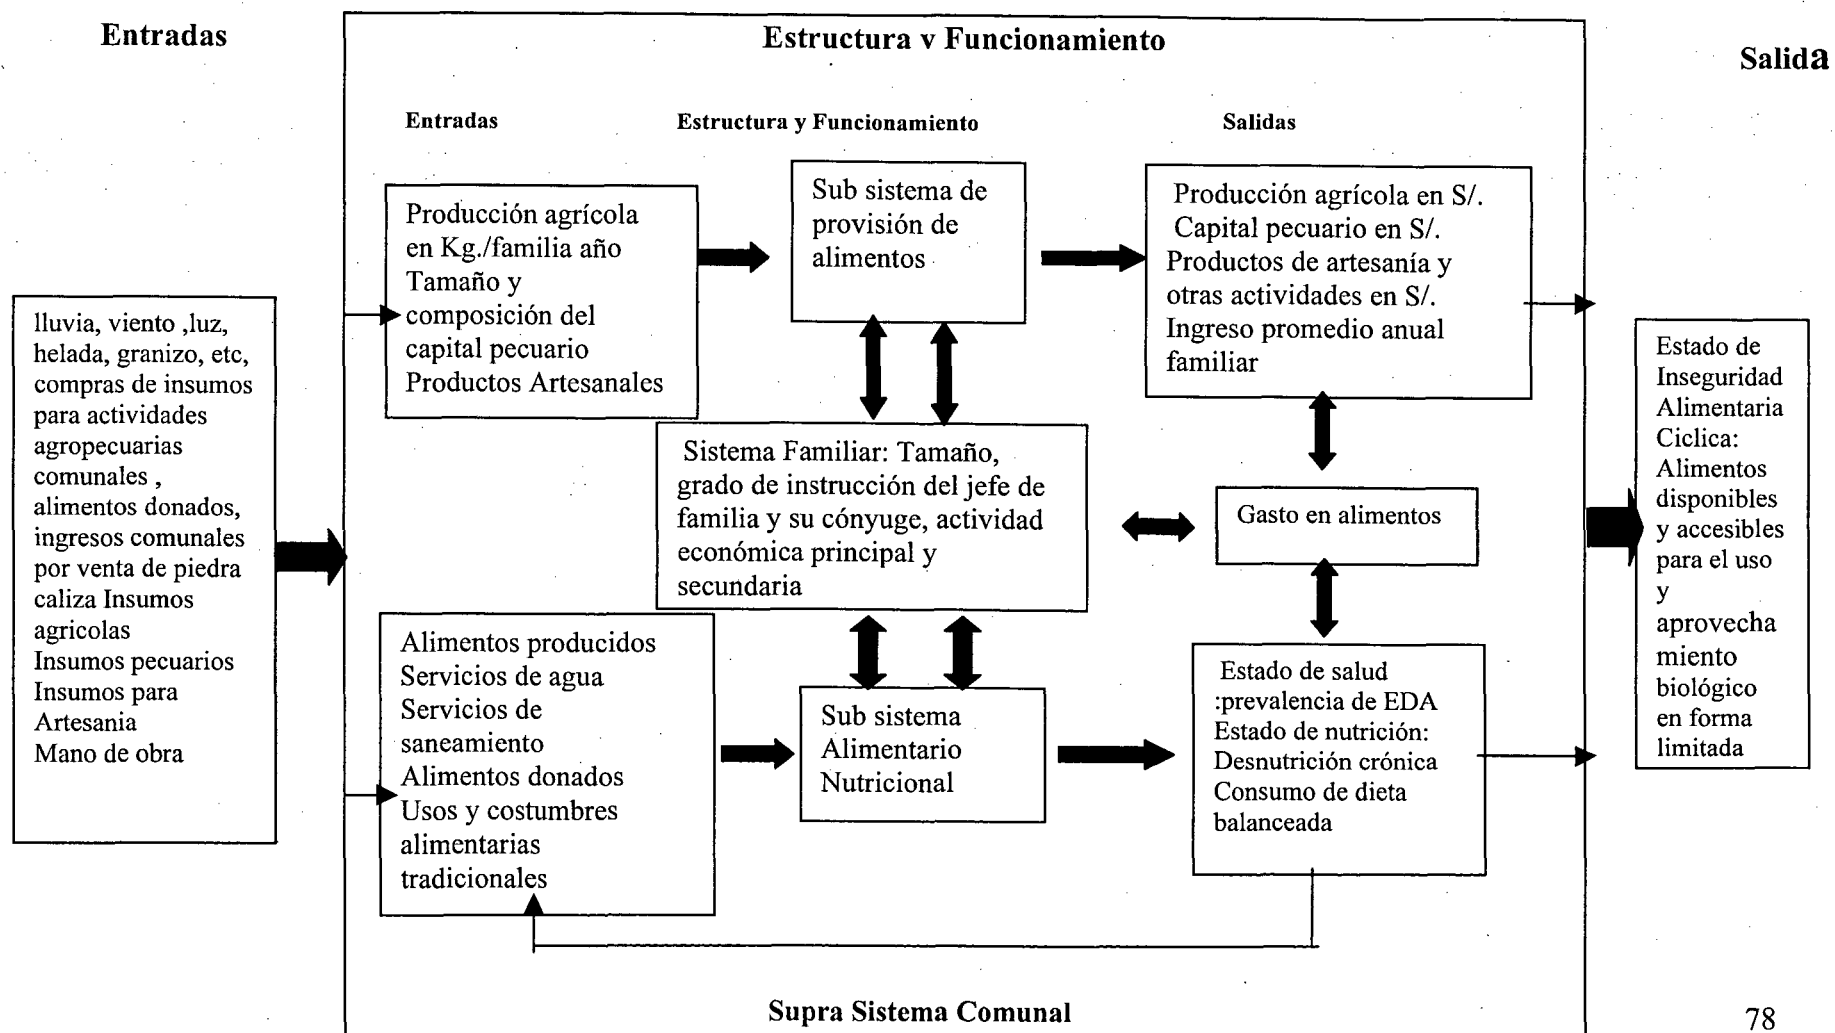 Entradas
Estructura v Funcionamiento
Salida
Entradas
Estructura y Funcionamiento
Salidas
lluvia, viento ,luz,
helada, granizo, etc,
compras de insumos
para actividades
agropecuarias
comunales ,
alimentos donados,
ingresos comunales
por venta de piedra
caliza Insumos
agricolas
Insumos pecuarios
Insumos para
Artesania
Mano de obra
Producción agrícola
en Kg./familia año
Tamaño y
composición del
capital pecuario
Productos Artesanales
Sub sistema de
provisión de
alimentos
Producción agrícola en S/.
Capital pecuario en S/.
Productos de artesanía y
otras actividades en S/.
Ingreso promedio anual
familiar
Sistema Familiar: Tamaño,
grado de instrucción del jefe de
familia y su cónyuge, actividad
económica principal y
secundaria
Gasto en alimentos
Alimentos producidos
Servicios de agua
Servicios de
saneamiento
Alimentos donados
Usos y costumbres
alimentarias
tradicionales
Sub sistema
Alimentario
Nutricional
Estado de salud
:prevalencia de EDA
Estado de nutrición:
Desnutrición crónica
Consumo de dieta
balanceada
Estado de
Inseguridad
Alimentaria
Ciclica:
Alimentos
disponibles
y accesibles
para el uso
y
aprovecha
miento
biológico
en forma
limitada
Supra Sistema Comunal
78